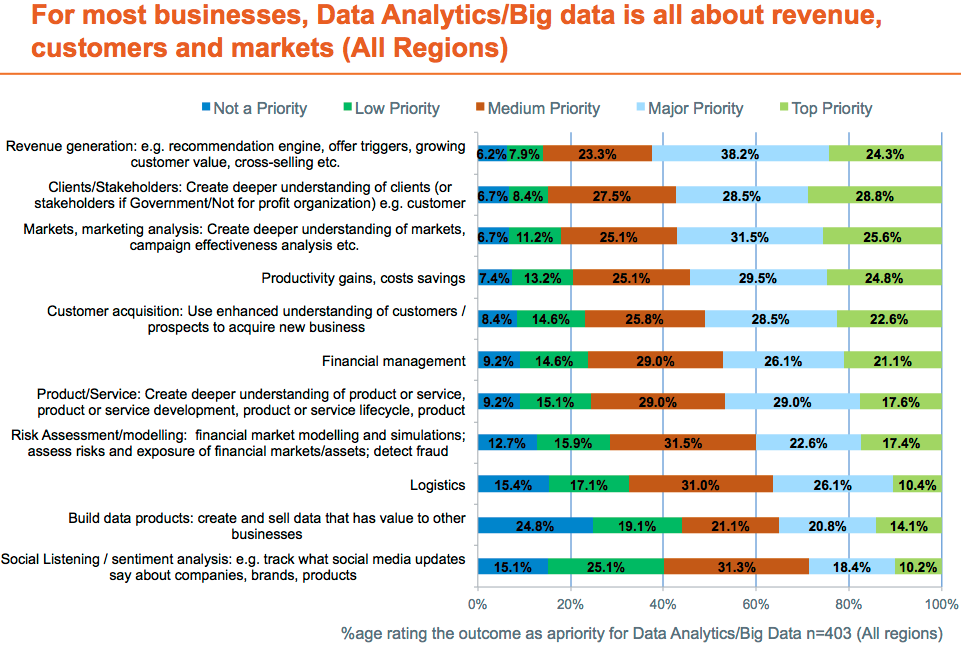 For most businesses, Data Analytics/Big data is all about revenue,
customers and markets (All Regions)
Not a Priority Low Priority Medium Priority Major Priority Top Priority
Revenue generation: e.g. recommendation engine, offer triggers, growing
customer value, cross-selling etc.
6.2% 7.9% 23.3% 38.2% 24.3%
Clients/Stakeholders: Create deeper understanding of clients (or
stakeholders if Government/Not for profit organization) e.g. customer
6.7% 8.4% 27.5% 28.5% 28.8%
Markets, marketing analysis: Create deeper understanding of markets,
campaign effectiveness analysis etc.
6.7% 11.2% 25.1% 31.5% 25.6%
Productivity gains, costs savings
7.4% 13.2% 25.1% 29.5% 24.8%
Customer acquisition: Use enhanced understanding of customers /
prospects to acquire new business
8.4% 14.6% 25.8% 28.5% 22.6%
Financial management
9.2% 14.6% 29.0% 26.1% 21.1%
Product/Service: Create deeper understanding of product or service,
product or service development, product or service lifecycle, product
9.2% 15.1% 29.0% 29.0% 17.6%
Risk Assessment/modelling: financial market modelling and simulations;
assess risks and exposure of financial markets/assets; detect fraud
12.7% 15.9% 31.5% 22.6% 17.4%
Logistics
15.4% 17.1% 31.0% 26.1% 10.4%
Build data products: create and sell data that has value to other
businesses
24.8% 19.1% 21.1% 20.8% 14.1%
Social Listening / sentiment analysis: e.g. track what social media updates
say about companies, brands, products
15.1% 25.1% 31.3% 18.4% 10.2%
0% 20% 40% 60% 80% 100%
%age rating the outcome as apriority for Data Analytics/Big Data n=403 (All regions)